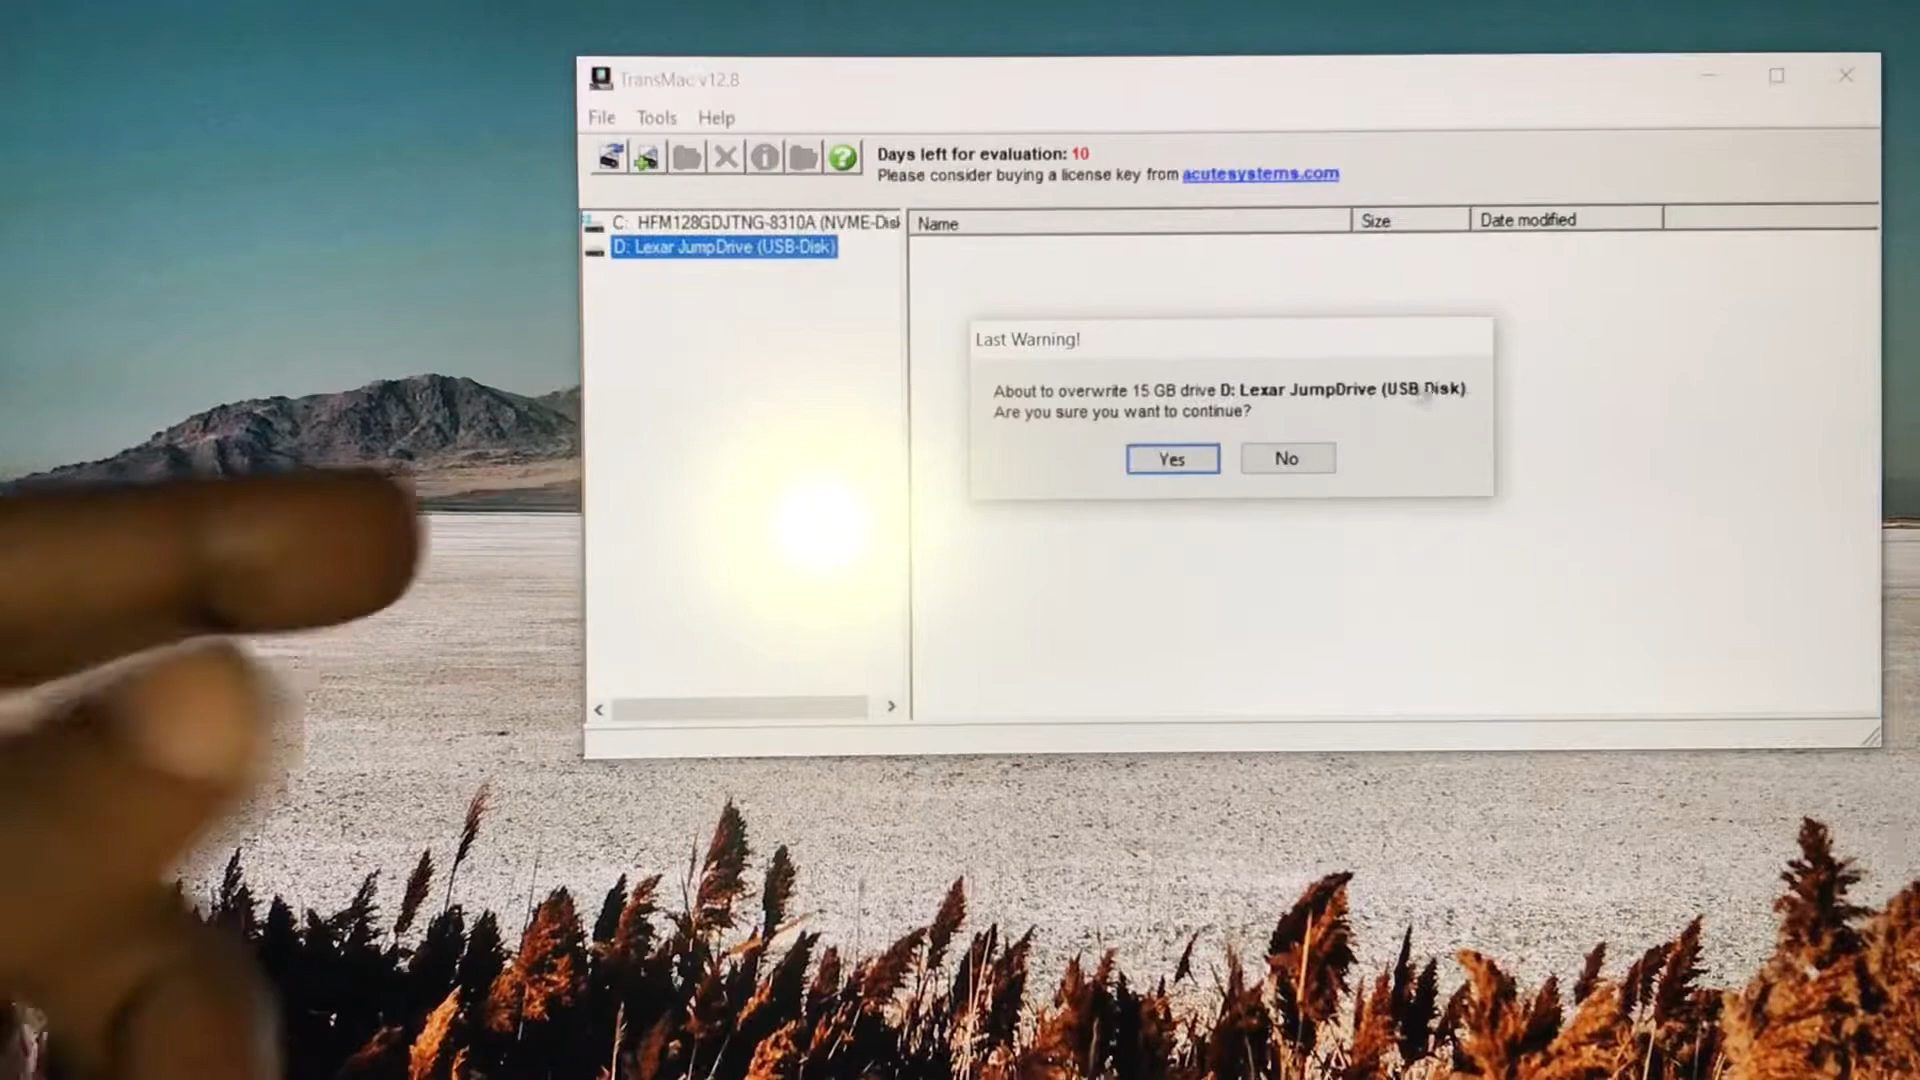 TransMac v12.8
File Tools Help
Days left for evaluation: 10
Please consider buying a license key from acutesystems.com
C: HFM128GDJTNG-8310A (NVME-Disk
D: Lexar JumpDrive (USB-Disk)
Name Size Date modified
Last Warning!
About to overwrite 15 GB drive D: Lexar JumpDrive (USB Disk)
Are you sure you want to continue?
Yes No